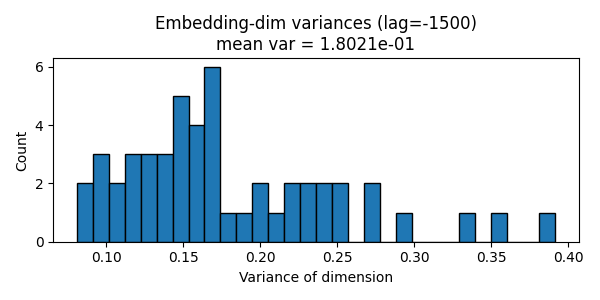 Embedding-dim variances (lag=-1500)
mean var = 1.8021e-01
Count
6
4
2
0
0.10 0.15 0.20 0.25 0.30 0.35 0.40
Variance of dimension